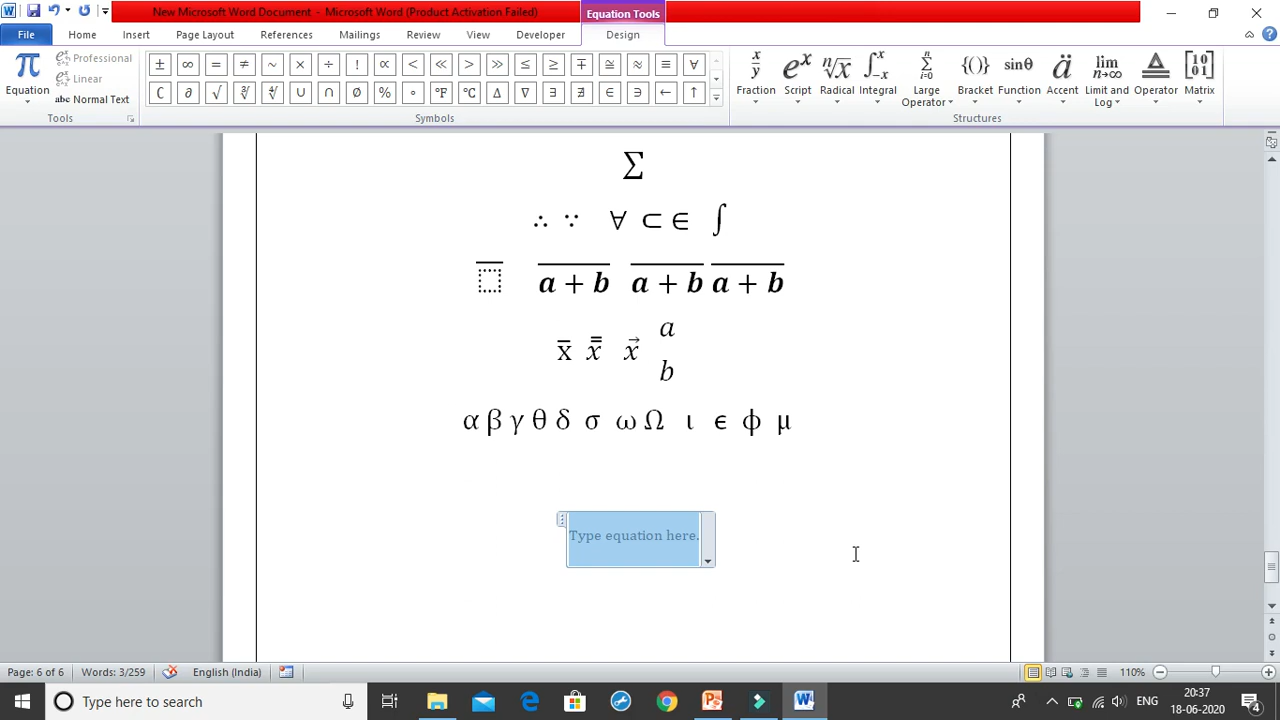 New Microsoft Word Document - Microsoft Word (Product Activation Failed)
Equation Tools
File Home Insert Page Layout References Mailings Review View Developer Design
π Equation
Professional
Linear
abc Normal Text
Tools
± ∞ = ≠ ~ × ÷ ! ∝ < ≪ > ≫ ≤ ≥ ∓ ≅ ≈ ≡ ∀
∁ ∂ √ ∛ ∜ ∪ ∩ ∅ % ° ℉ ℃ ∆ ∇ ∃ ∄ ∈ ∋ ← ↑
Symbols
Fraction Script Radical Integral Large Operator Bracket Function Accent Limit and Log Operator Matrix
Structures
∑
∴ ∵ ∀ ⊂ ∈ ∫
a + b a + b a + b
x̅ x̿ x⃗ a
b
α β γ θ δ σ ω Ω ι ϵ ϕ μ
Type equation here.
Page: 6 of 6 Words: 3/259 English (India) 110%
Type here to search
ENG
20:37
18-06-2020
4